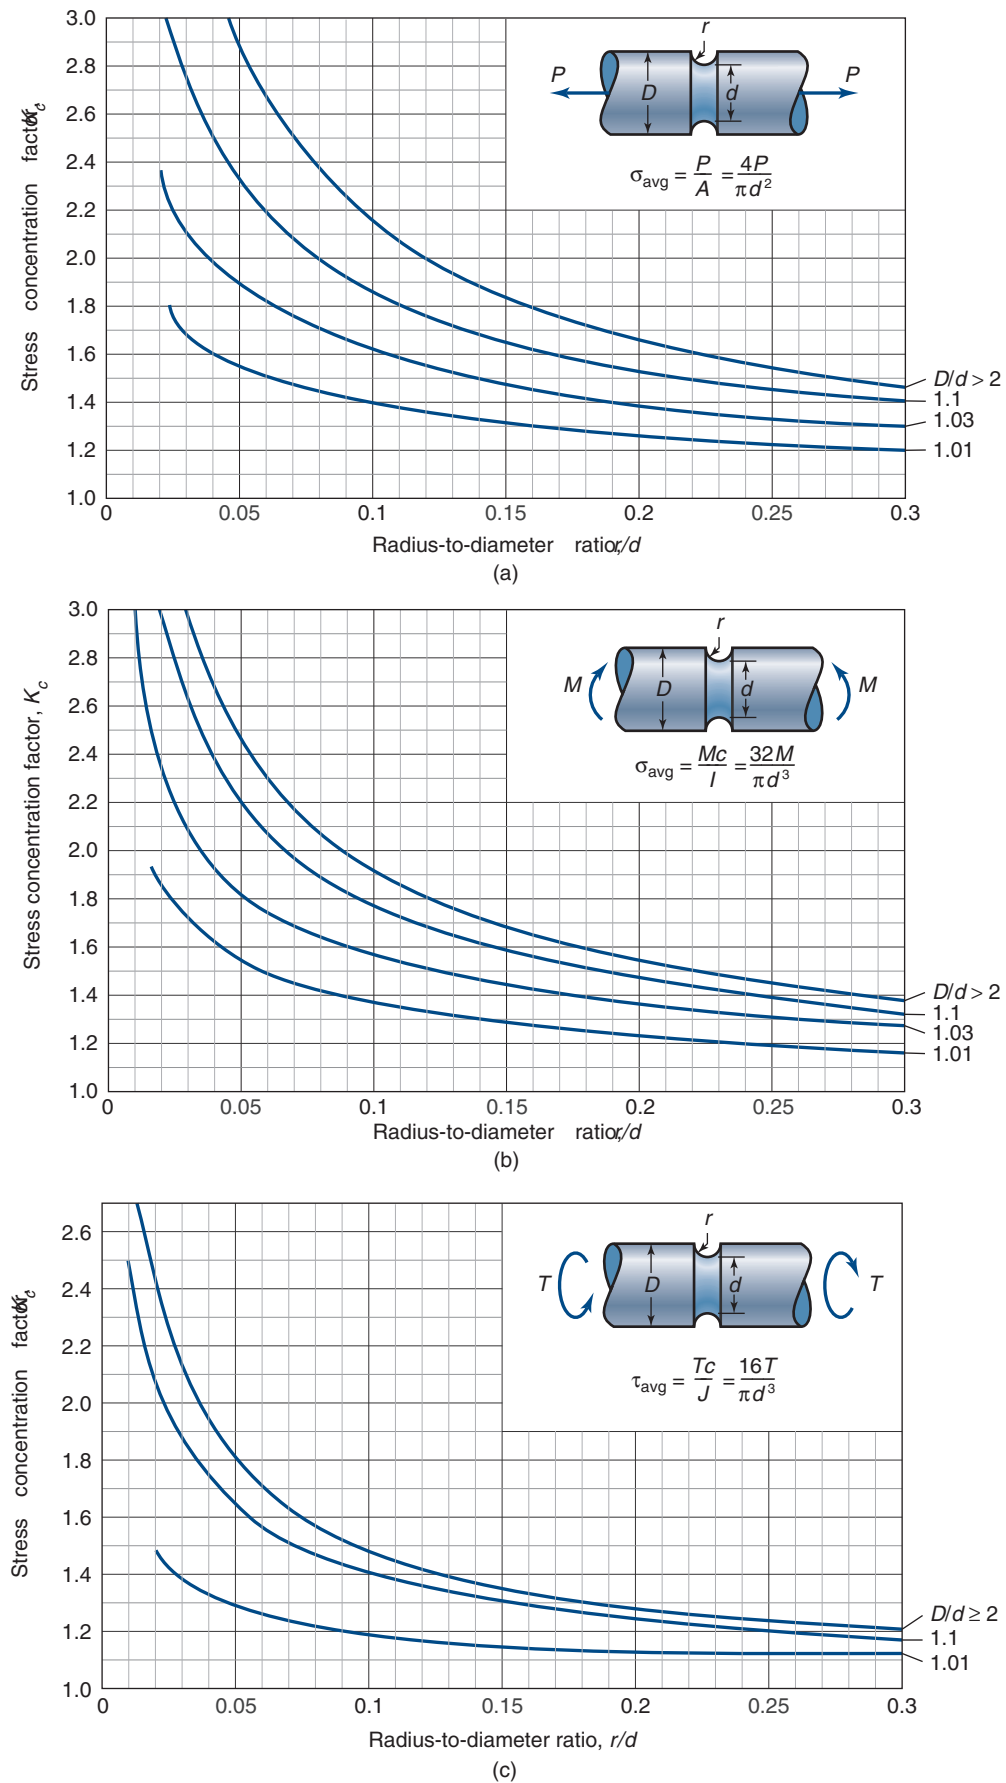 3.0
2.8
2.6
2.4
2.2
2.0
1.8
1.6
1.4
1.2
1.0
Stress concentration factor, Kc
r
P
P
D
d
σavg = P/A = 4P/πd²
D/d > 2
1.1
1.03
1.01
0 0.05 0.1 0.15 0.2 0.25 0.3
Radius-to-diameter ratio, r/d
(a)
3.0
2.8
2.6
2.4
2.2
2.0
1.8
1.6
1.4
1.2
1.0
Stress concentration factor, Kc
r
M
M
D
d
σavg = Mc/I = 32M/πd³
D/d > 2
1.1
1.03
1.01
0 0.05 0.1 0.15 0.2 0.25 0.3
Radius-to-diameter ratio, r/d
(b)
2.6
2.4
2.2
2.0
1.8
1.6
1.4
1.2
1.0
Stress concentration factor, Kc
r
T
T
D
d
τavg = Tc/J = 16T/πd³
D/d ≥ 2
1.1
1.01
0 0.05 0.1 0.15 0.2 0.25 0.3
Radius-to-diameter ratio, r/d
(c)